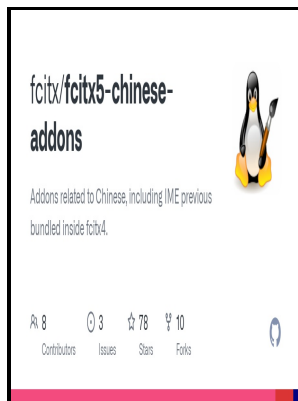 fcitx/fcitx5-chinese-
addons
Addons related to Chinese, including IME previous
bundled inside fcitx4.
8 3 78 10
Contributors Issues Stars Forks